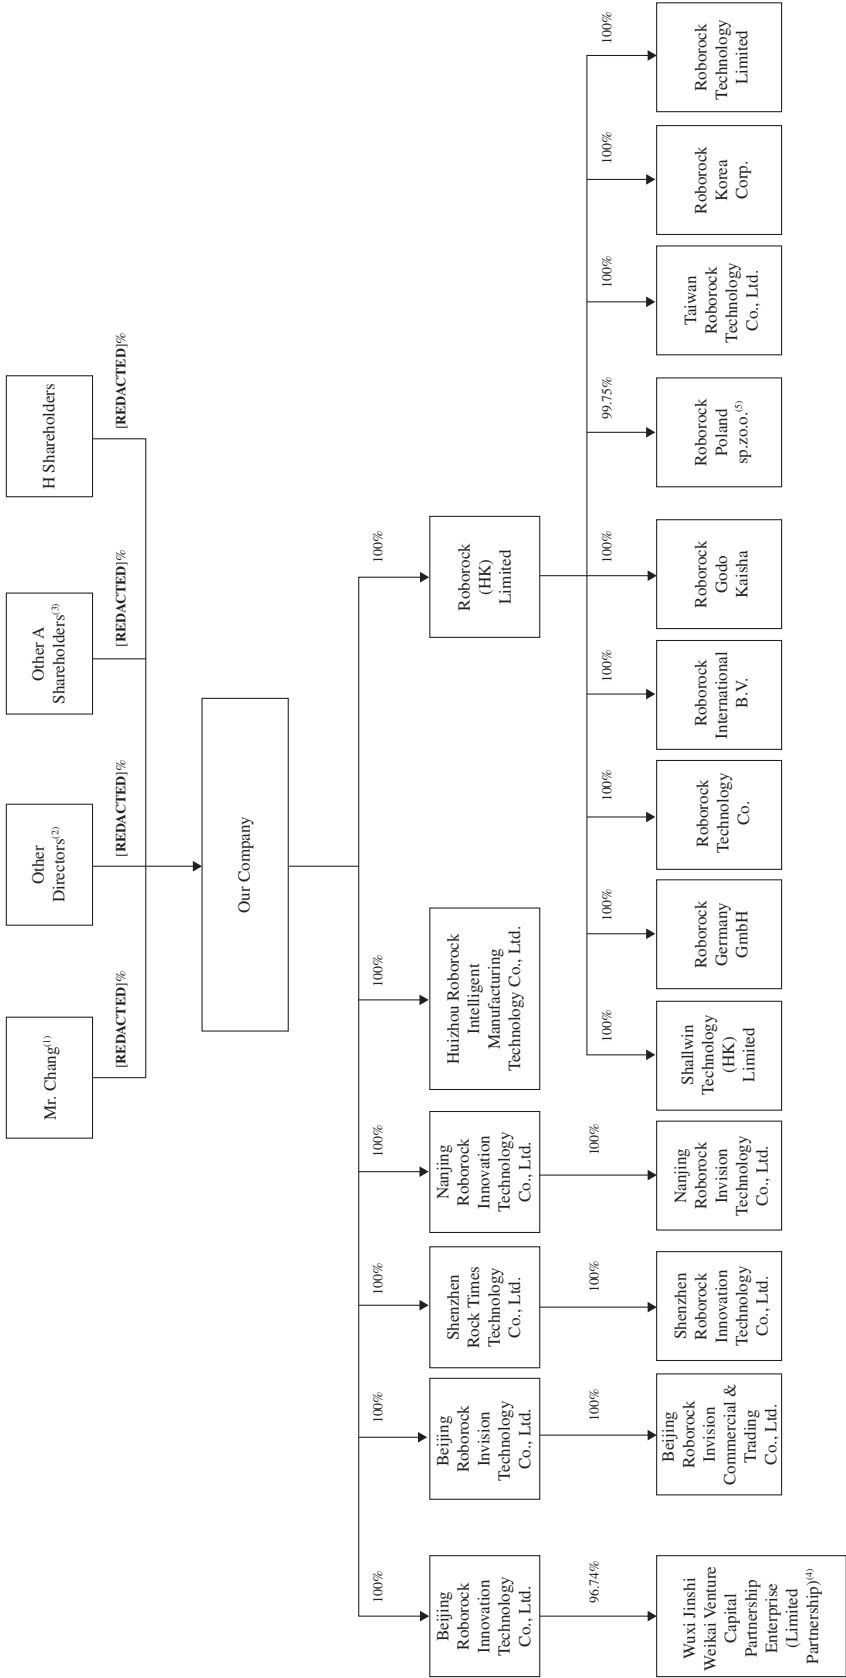 Mr. Chang(1)
Other
Directors(2)
Other A
Shareholders(3)
H Shareholders
[REDACTED]%
[REDACTED]%
[REDACTED]%
[REDACTED]%
Our Company
100%
100%
100%
100%
100%
100%
Beijing
Roborock
Innovation
Technology
Co., Ltd.
Beijing
Roborock
Invision
Technology
Co., Ltd.
Shenzhen
Rock Times
Technology
Co., Ltd.
Nanjing
Roborock
Innovation
Technology
Co., Ltd.
Huizhou Roborock
Intelligent
Manufacturing
Technology Co., Ltd.
Roborock
(HK)
Limited
96.74%
100%
100%
100%
100%
100%
100%
100%
100%
99.75%
100%
100%
100%
Wuxi Jinshi
Weikai Venture
Capital
Partnership
Enterprise
(Limited
Partnership)(4)
Beijing
Roborock
Invision
Commercial &
Trading
Co., Ltd.
Shenzhen
Roborock
Innovation
Technology
Co., Ltd.
Nanjing
Roborock
Invision
Technology
Co., Ltd.
Shallwin
Technology
(HK)
Limited
Roborock
Germany
GmbH
Roborock
Technology
Co.
Roborock
International
B.V.
Roborock
Godo
Kaisha
Roborock
Poland
sp.zo.o.(5)
Taiwan
Roborock
Technology
Co., Ltd.
Roborock
Korea
Corp.
Roborock
Technology
Limited